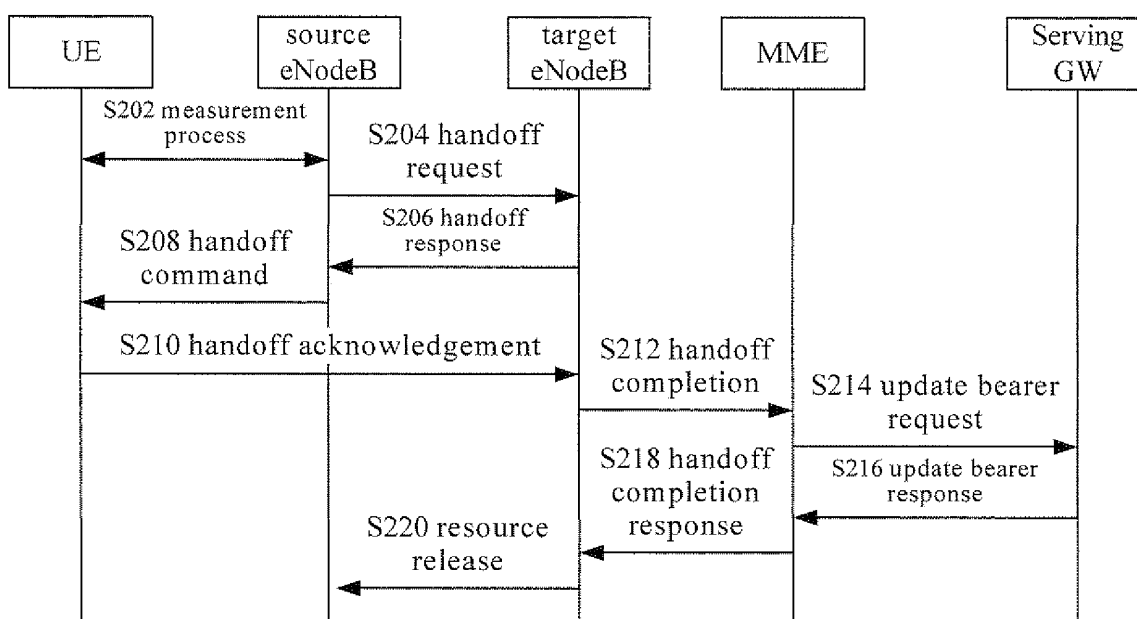 UE
source
eNodeB
target
eNodeB
MME
Serving
GW
S202 measurement
process
S204 handoff
request
S206 handoff
response
S208 handoff
command
S210 handoff acknowledgement
S212 handoff
completion
S214 update bearer
request
S216 update bearer
response
S218 handoff
completion
response
S220 resource
release